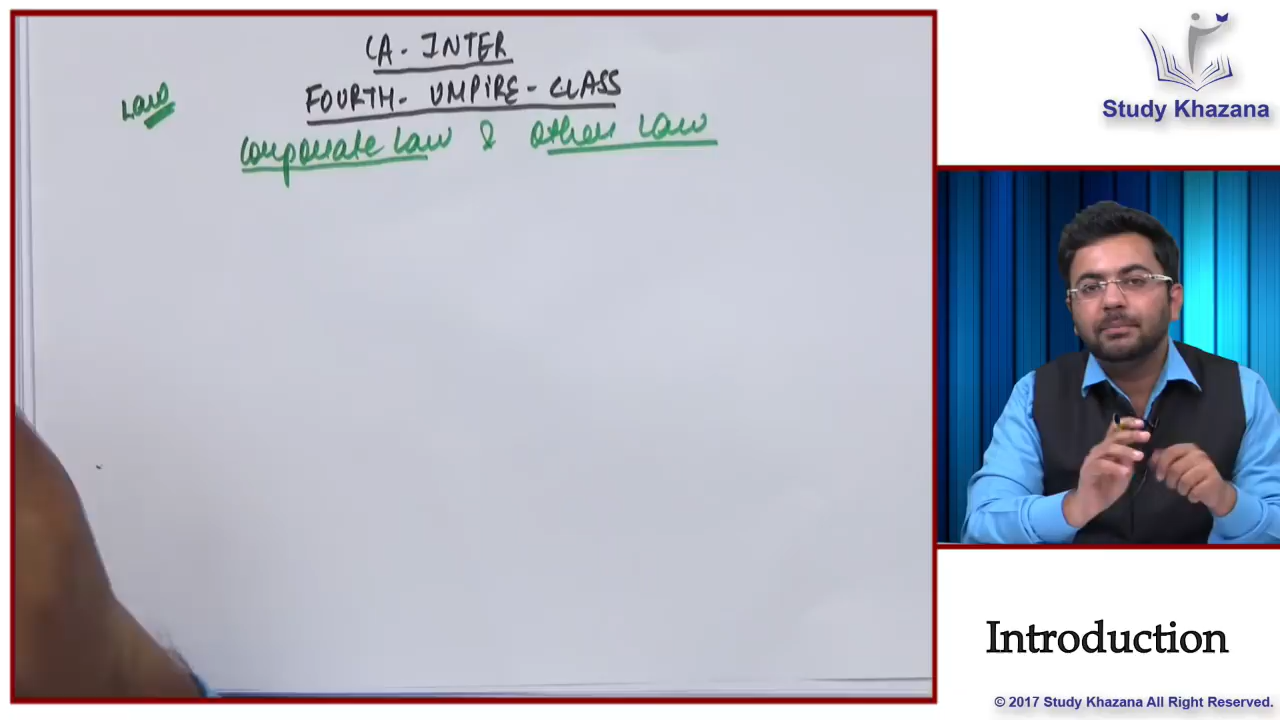 CA - INTER
FOURTH - UMPIRE - CLASS
Law
Corporate Law & Other Law
Study Khazana
Introduction
© 2017 Study Khazana All Right Reserved.